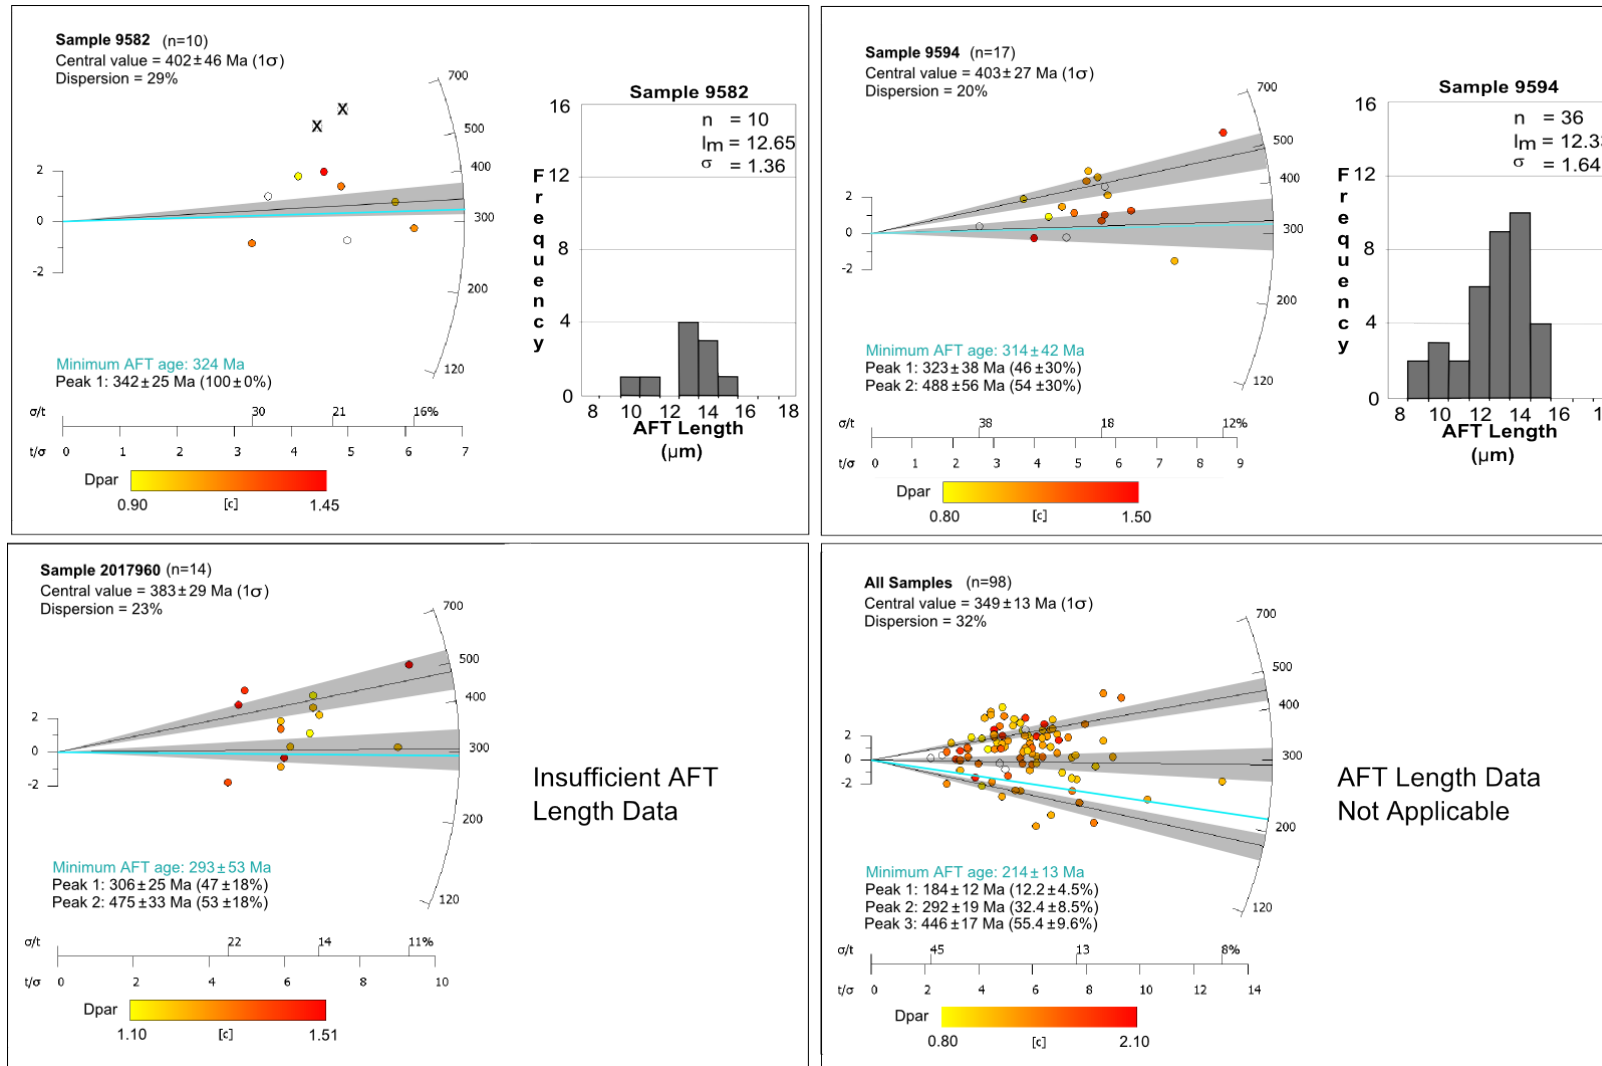 Sample 9582 (n=10)
Central value = 402±46 Ma (1σ)
Dispersion = 29%
700
500
400
300
200
120
2
0
-2
X
X
Minimum AFT age: 324 Ma
Peak 1: 342±25 Ma (100±0%)
σ/t 30 21 16%
t/σ 0 1 2 3 4 5 6 7
Dpar
0.90 [c] 1.45
Sample 9582
n = 10
lm = 12.65
σ = 1.36
Frequency
16
12
8
4
0
8 10 12 14 16 18
AFT Length
(µm)
Sample 9594 (n=17)
Central value = 403±27 Ma (1σ)
Dispersion = 20%
700
500
400
300
200
120
2
0
-2
Minimum AFT age: 314±42 Ma
Peak 1: 323±38 Ma (46±30%)
Peak 2: 488±56 Ma (54±30%)
σ/t 38 18 12%
t/σ 0 1 2 3 4 5 6 7 8 9
Dpar
0.80 [c] 1.50
Sample 9594
n = 36
lm = 12.3
σ = 1.64
Frequency
16
12
8
4
0
8 10 12 14 16 1
AFT Length
(µm)
Sample 2017960 (n=14)
Central value = 383±29 Ma (1σ)
Dispersion = 23%
700
500
400
300
200
120
2
0
-2
Insufficient AFT
Length Data
Minimum AFT age: 293±53 Ma
Peak 1: 306±25 Ma (47±18%)
Peak 2: 475±33 Ma (53±18%)
σ/t 22 14 11%
t/σ 0 2 4 6 8 10
Dpar
1.10 [c] 1.51
All Samples (n=98)
Central value = 349±13 Ma (1σ)
Dispersion = 32%
700
500
400
300
200
120
2
0
-2
AFT Length Data
Not Applicable
Minimum AFT age: 214±13 Ma
Peak 1: 184±12 Ma (12.2±4.5%)
Peak 2: 292±19 Ma (32.4±8.5%)
Peak 3: 446±17 Ma (55.4±9.6%)
σ/t 45 13 8%
t/σ 0 2 4 6 8 10 12 14
Dpar
0.80 [c] 2.10